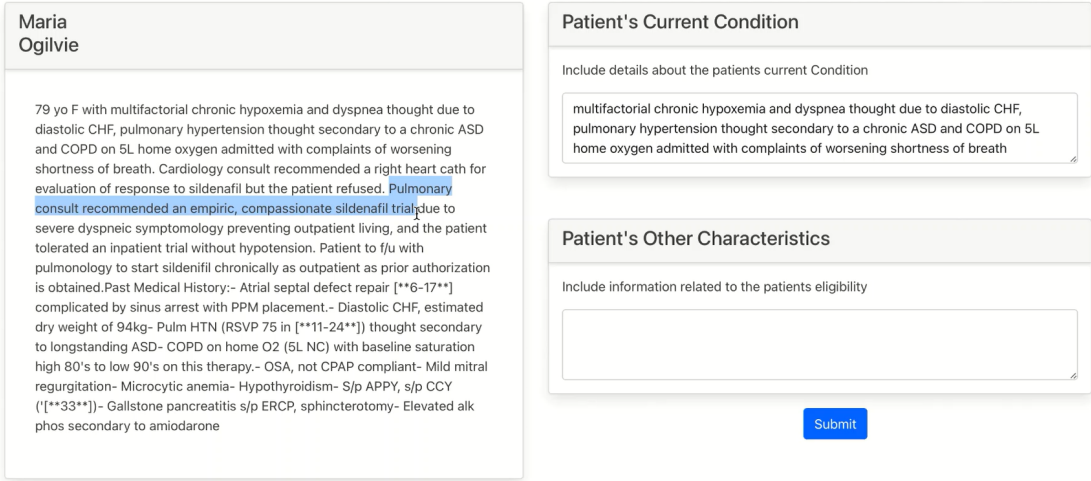 Maria
Ogilvie
79 yo F with multifactorial chronic hypoxemia and dyspnea thought due to
diastolic CHF, pulmonary hypertension thought secondary to a chronic ASD
and COPD on 5L home oxygen admitted with complaints of worsening
shortness of breath. Cardiology consult recommended a right heart cath for
evaluation of response to sildenafil but the patient refused. Pulmonary
consult recommended an empiric, compassionate sildenafil trial due to
severe dyspneic symptomology preventing outpatient living, and the patient
tolerated an inpatient trial without hypotension. Patient to f/u with
pulmonology to start sildenifil chronically as outpatient as prior authorization
is obtained.Past Medical History:- Atrial septal defect repair [**6-17**]
complicated by sinus arrest with PPM placement.- Diastolic CHF, estimated
dry weight of 94kg- Pulm HTN (RSVP 75 in [**11-24**]) thought secondary
to longstanding ASD- COPD on home O2 (5L NC) with baseline saturation
high 80's to low 90's on this therapy.- OSA, not CPAP compliant- Mild mitral
regurgitation- Microcytic anemia- Hypothyroidism- S/p APPY, s/p CCY
('[**33**])- Gallstone pancreatitis s/p ERCP, sphincterotomy- Elevated alk
phos secondary to amiodarone
Patient's Current Condition
Include details about the patients current Condition
multifactorial chronic hypoxemia and dyspnea thought due to diastolic CHF,
pulmonary hypertension thought secondary to a chronic ASD and COPD on 5L
home oxygen admitted with complaints of worsening shortness of breath
Patient's Other Characteristics
Include information related to the patients eligibility
Submit